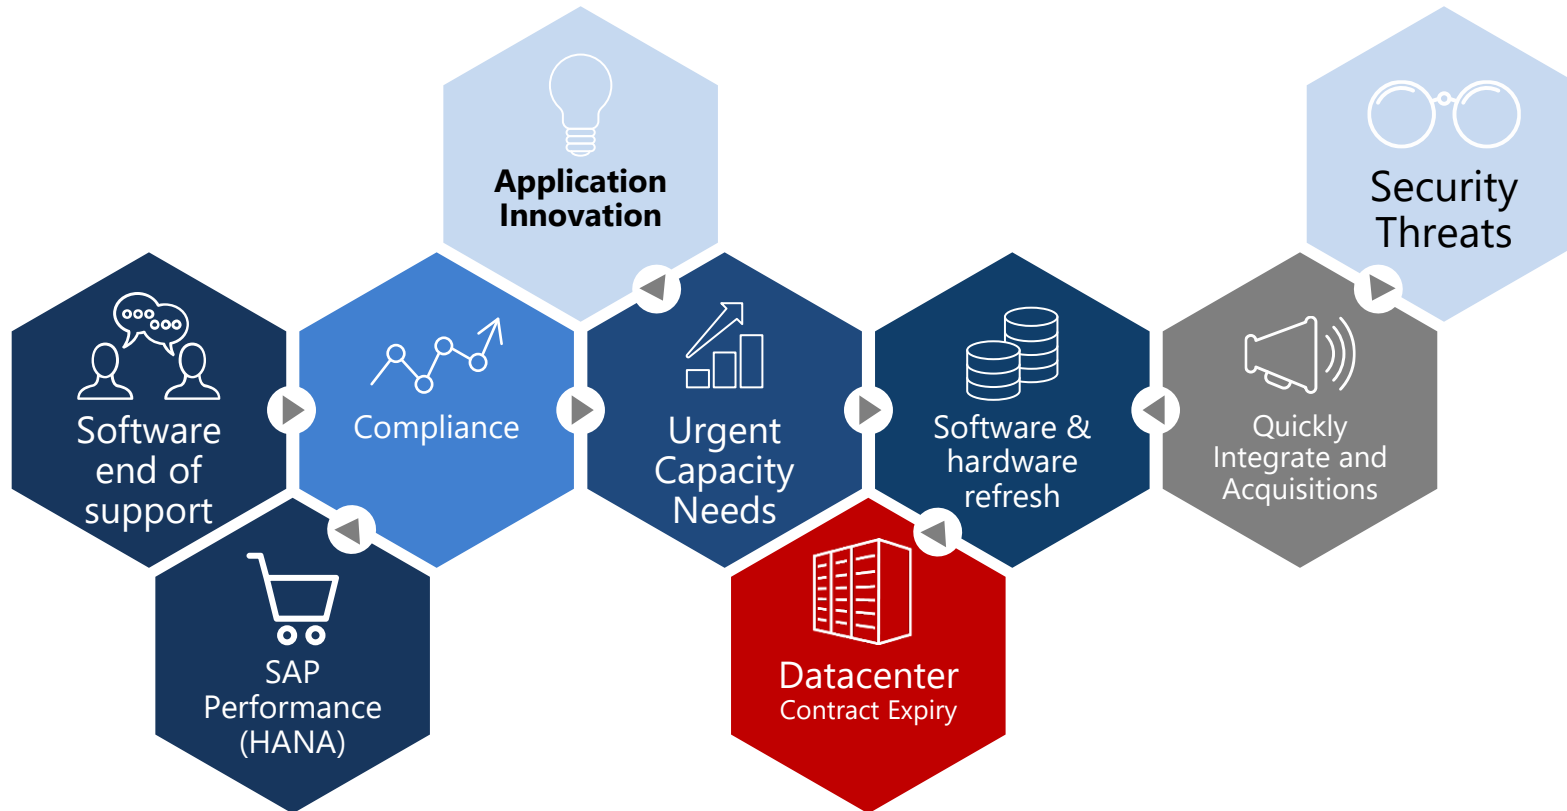 Application
Innovation
Security
Threats
Software
end of
support
Compliance
Urgent
Capacity
Needs
Software &
hardware
refresh
Quickly
Integrate and
Acquisitions
SAP
Performance
(HANA)
Datacenter
Contract Expiry